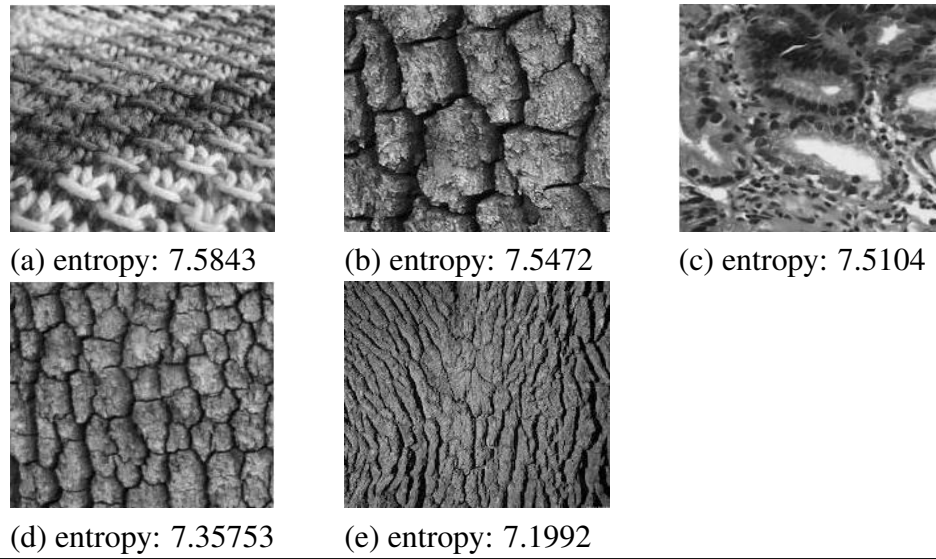 (a) entropy: 7.5843
(b) entropy: 7.5472
(c) entropy: 7.5104
(d) entropy: 7.35753
(e) entropy: 7.1992